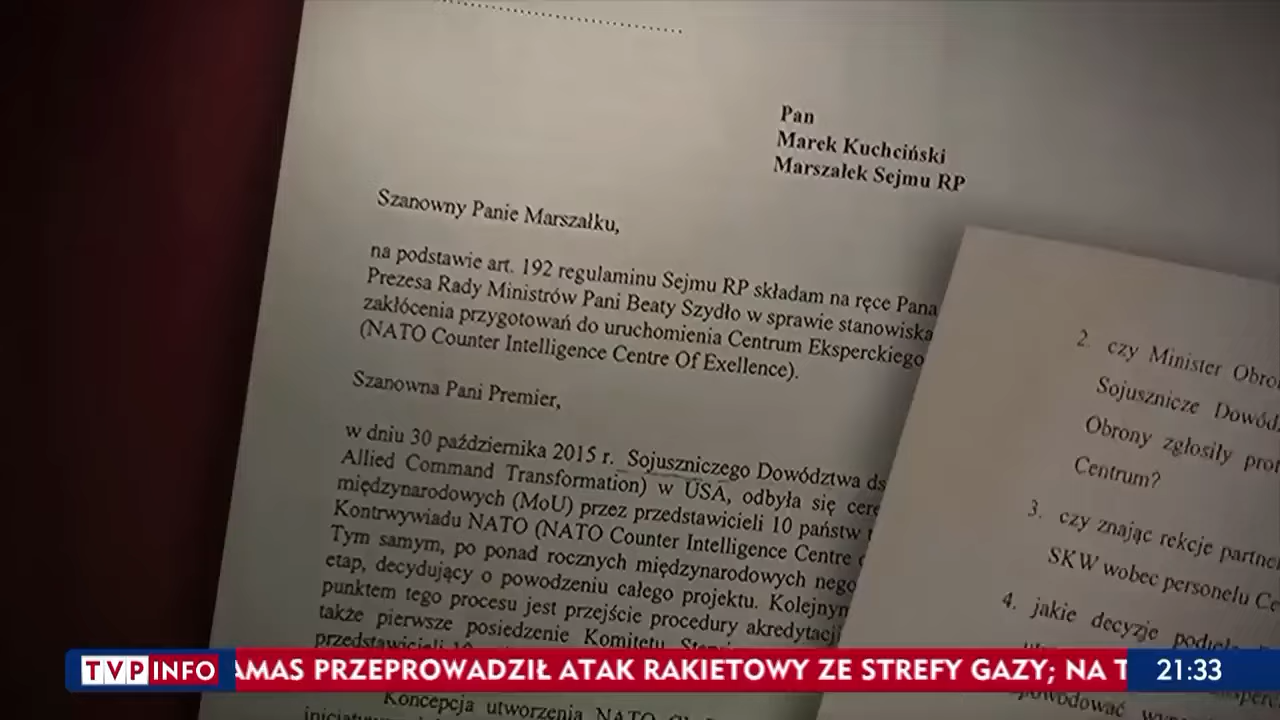 Pan
Marek Kuchciński
Marszałek Sejmu RP
Szanowny Panie Marszałku,
na podstawie art. 192 regulaminu Sejmu RP składam na ręce Pana
Prezesa Rady Ministrów Pani Beaty Szydło w sprawie stanowiska
zakłócenia przygotowań do uruchomienia Centrum Eksperckiego
(NATO Counter Intelligence Centre Of Exellence).
Szanowna Pani Premier,
w dniu 30 października 2015 r. Sojuszniczego Dowództwa ds
Allied Command Transformation) w USA, odbyła się cere
międzynarodowych (MoU) przez przedstawicieli 10 państw
Kontrwywiadu NATO (NATO Counter Intelligence Centre
Tym samym, po ponad rocznych międzynarodowych nego
etap, decydujący o powodzeniu całego projektu. Kolejnym
punktem tego procesu jest przejście procedury akredytacji
także pierwsze posiedzenie Komitetu
przedstawicieli
Koncepcja utworzenia NATO
2. czy Minister Obro
Sojusznicze Dowódz
Obrony zgłosiły prot
Centrum?
3. czy znając rekcje partne
SKW wobec personelu Ce
4. jakie decyzje podję
TVP INFO
AMAS PRZEPROWADZIŁ ATAK RAKIETOWY ZE STREFY GAZY; NA T
21:33